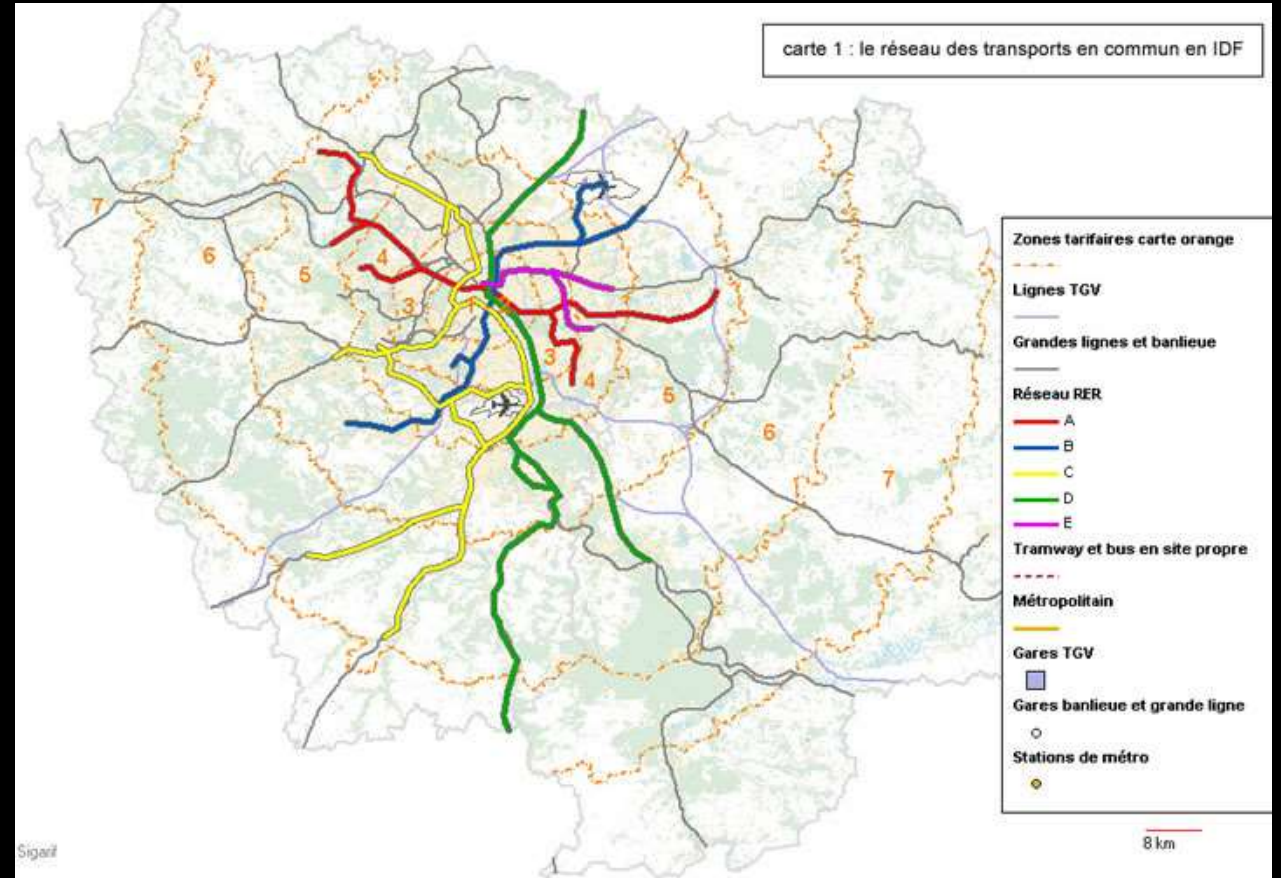 carte 1 : le réseau des transports en commun en IDF
7
6
5
4
3
3
4
5
6
7
Zones tarifaires carte orange
Lignes TGV
Grandes lignes et banlieue
Réseau RER
A
B
C
D
E
Tramway et bus en site propre
Métropolitain
Gares TGV
Gares banlieue et grande ligne
Stations de métro
8 km
Sigarif